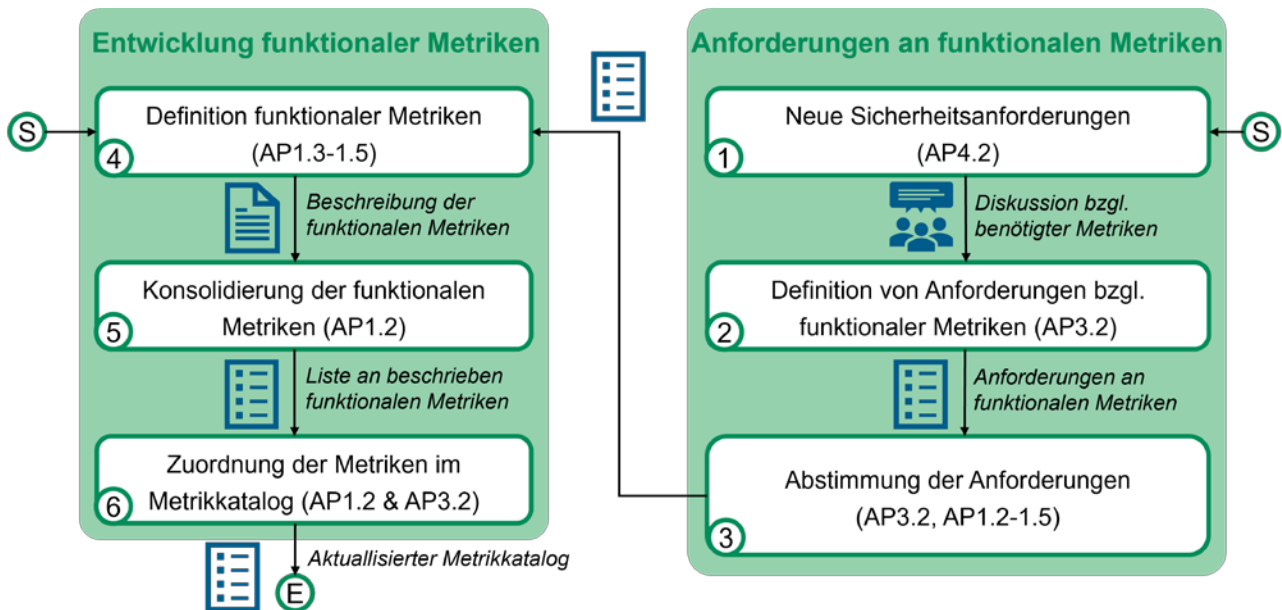 Entwicklung funktionaler Metriken
S
Definition funktionaler Metriken
(AP1.3-1.5)
4
Beschreibung der
funktionalen Metriken
Konsolidierung der funktionalen
Metriken (AP1.2)
5
Liste an beschrieben
funktionalen Metriken
Zuordnung der Metriken im
Metrikkatalog (AP1.2 & AP3.2)
6
Aktuallisierter Metrikkatalog
E
Anforderungen an funktionalen Metriken
S
Neue Sicherheitsanforderungen
(AP4.2)
1
Diskussion bzgl.
benötigter Metriken
Definition von Anforderungen bzgl.
funktionaler Metriken (AP3.2)
2
Anforderungen an
funktionalen Metriken
Abstimmung der Anforderungen
(AP3.2, AP1.2-1.5)
3